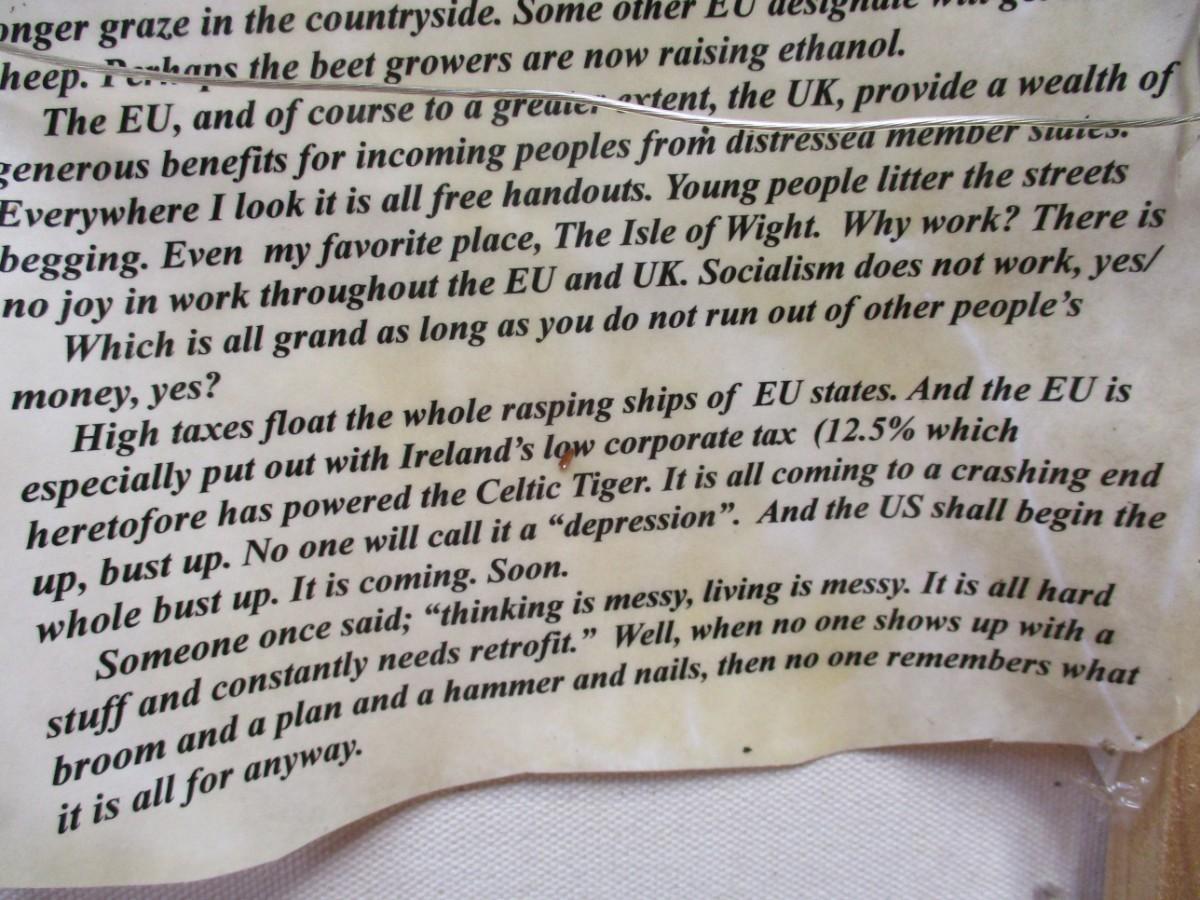 onger graze in the countryside. Some other EU designate will
heep. Perhaps the beet growers are now raising ethanol.
The EU, and of course to a greater extent, the UK, provide a wealth of
generous benefits for incoming peoples from distressed member states.
Everywhere I look it is all free handouts. Young people litter the streets
begging. Even my favorite place, The Isle of Wight. Why work? There is
no joy in work throughout the EU and UK. Socialism does not work, yes/
Which is all grand as long as you do not run out of other people's
money, yes?
High taxes float the whole rasping ships of EU states. And the EU is
especially put out with Ireland's low corporate tax (12.5% which
heretofore has powered the Celtic Tiger. It is all coming to a crashing end
up, bust up. No one will call it a "depression". And the US shall begin the
whole bust up. It is coming. Soon.
Someone once said; "thinking is messy, living is messy. It is all hard
stuff and constantly needs retrofit." Well, when no one shows up with a
broom and a plan and a hammer and nails, then no one remembers what
it is all for anyway.